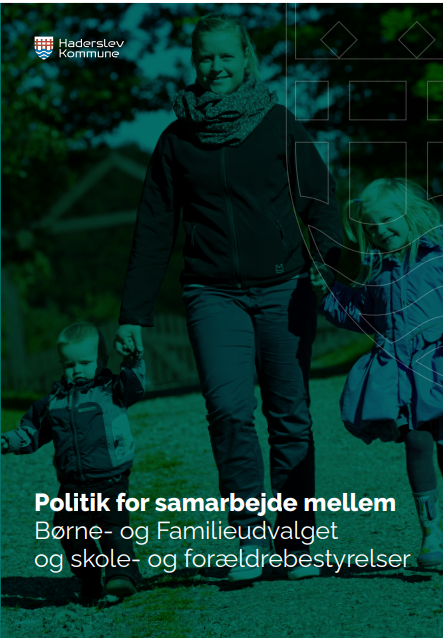 Haderslev
Kommune
Politik for samarbejde mellem
Børne- og Familieudvalget
og skole- og forældrebestyrelser